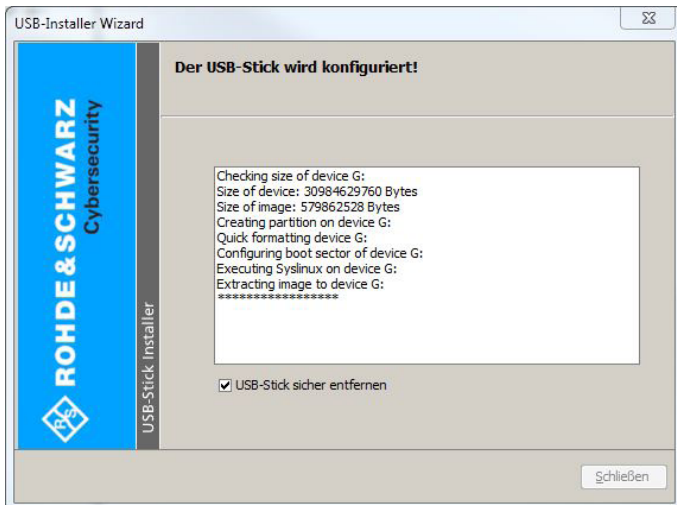 USB-Installer Wizard
ROHDE & SCHWARZ
Cybersecurity
USB-Stick Installer
Der USB-Stick wird konfiguriert!
Checking size of device G:
Size of device: 30984629760 Bytes
Size of image: 579862528 Bytes
Creating partition on device G:
Quick formatting device G:
Configuring boot sector of device G:
Executing Syslinux on device G:
Extracting image to device G:
*****************
USB-Stick sicher entfernen
Schließen
R&S